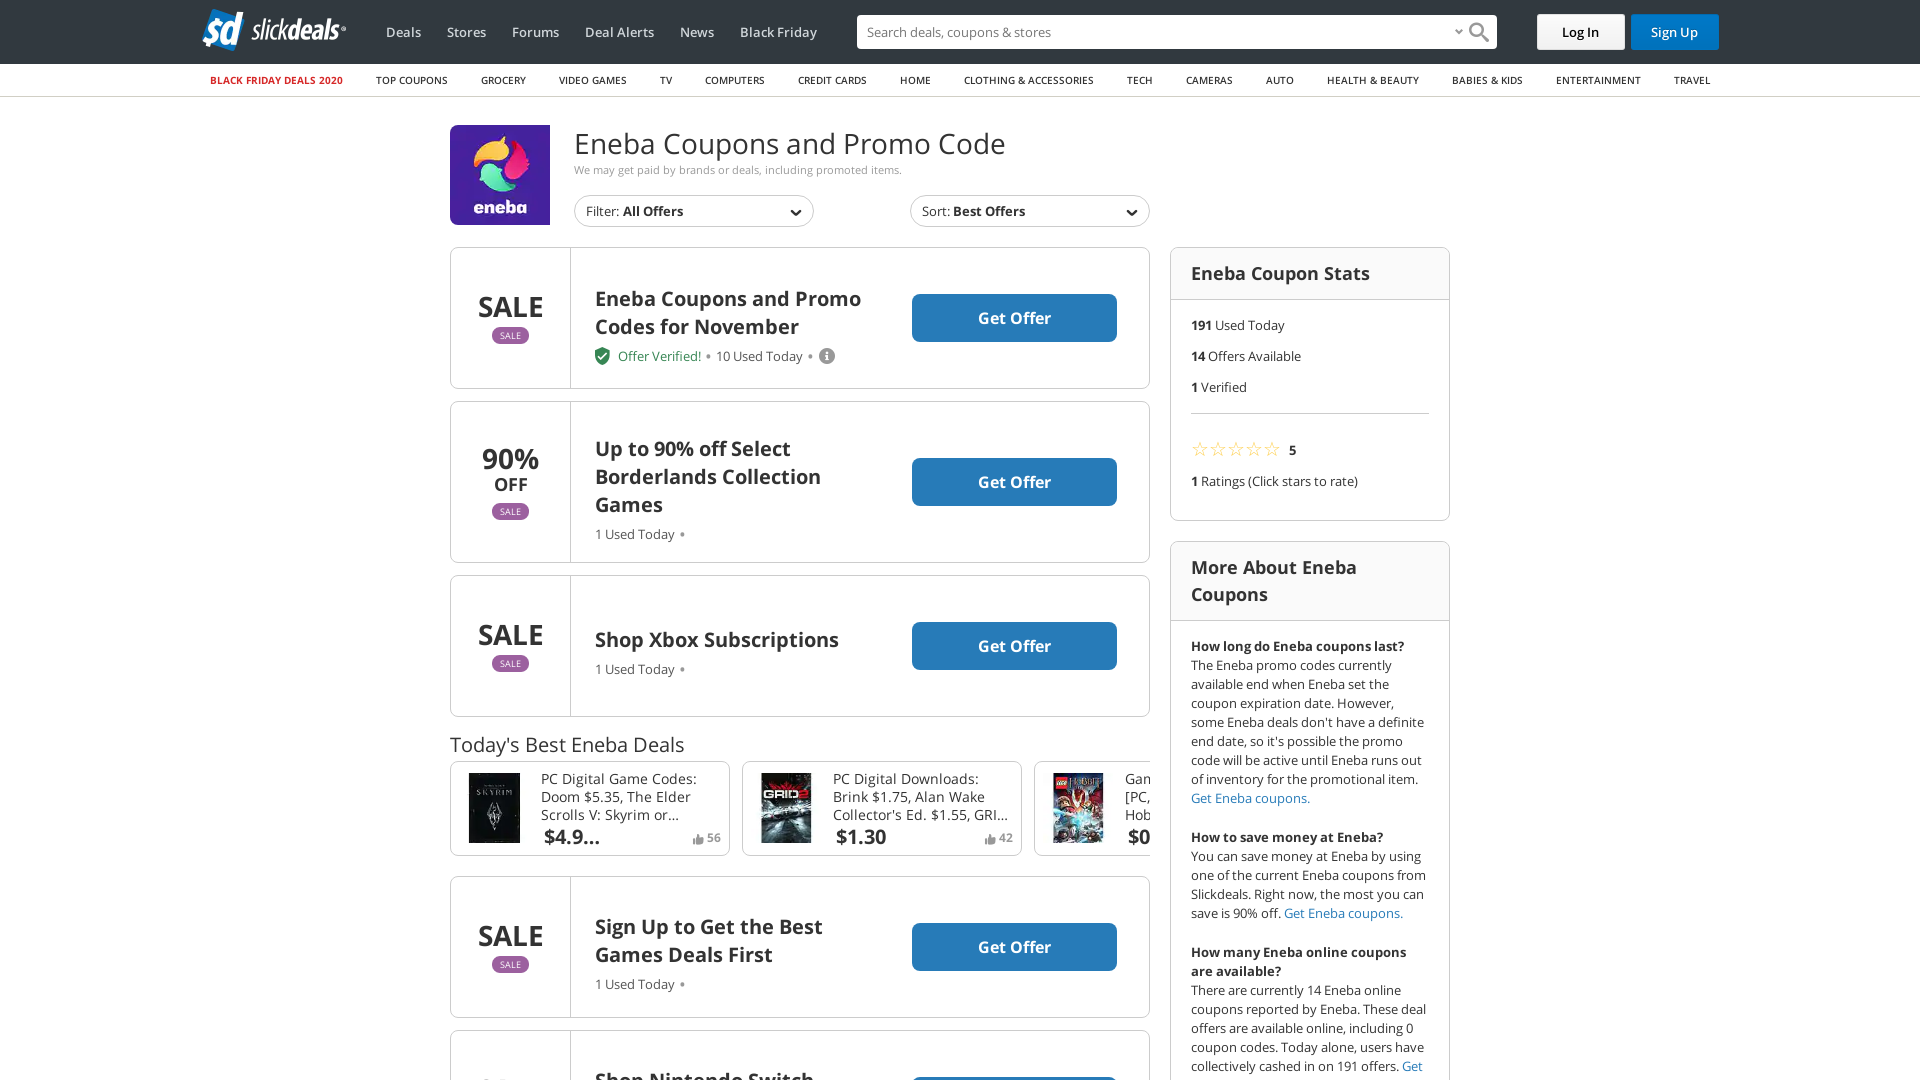 sd slickdeals
Deals Stores Forums Deal Alerts News Black Friday
Search deals, coupons & stores
Log In Sign Up
BLACK FRIDAY DEALS 2020 TOP COUPONS GROCERY VIDEO GAMES TV COMPUTERS CREDIT CARDS HOME CLOTHING & ACCESSORIES TECH CAMERAS AUTO HEALTH & BEAUTY BABIES & KIDS ENTERTAINMENT TRAVEL
eneba
Eneba Coupons and Promo Code
We may get paid by brands or deals, including promoted items.
Filter: All Offers
Sort: Best Offers
SALE
SALE
Eneba Coupons and Promo
Codes for November
Offer Verified! • 10 Used Today •
Get Offer
90%
OFF
SALE
Up to 90% off Select
Borderlands Collection
Games
1 Used Today •
Get Offer
SALE
SALE
Shop Xbox Subscriptions
1 Used Today •
Get Offer
Today's Best Eneba Deals
SKYRIM
PC Digital Game Codes:
Doom $5.35, The Elder
Scrolls V: Skyrim or...
$4.9...
56
GRID2
PC Digital Downloads:
Brink $1.75, Alan Wake
Collector's Ed. $1.55, GRI...
$1.30
42
LEGO HOBBIT
Gam
[PC,
Hob
$0
SALE
SALE
Sign Up to Get the Best
Games Deals First
1 Used Today •
Get Offer
Shop Nintendo Switch
Eneba Coupon Stats
191 Used Today
14 Offers Available
1 Verified
5
1 Ratings (Click stars to rate)
More About Eneba
Coupons
How long do Eneba coupons last?
The Eneba promo codes currently
available end when Eneba set the
coupon expiration date. However,
some Eneba deals don't have a definite
end date, so it's possible the promo
code will be active until Eneba runs out
of inventory for the promotional item.
Get Eneba coupons.
How to save money at Eneba?
You can save money at Eneba by using
one of the current Eneba coupons from
Slickdeals. Right now, the most you can
save is 90% off. Get Eneba coupons.
How many Eneba online coupons
are available?
There are currently 14 Eneba online
coupons reported by Eneba. These deal
offers are available online, including 0
coupon codes. Today alone, users have
collectively cashed in on 191 offers. Get